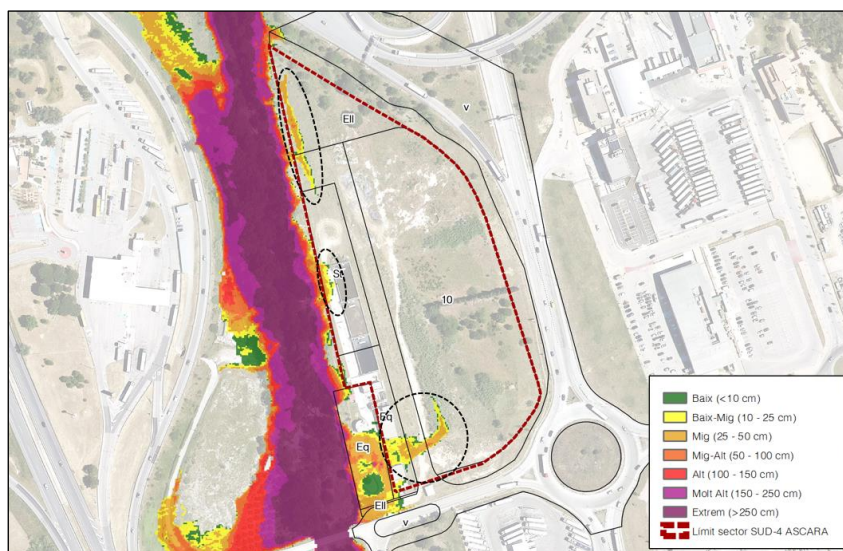 V
Ell
St
10
Eq
Eq
Ell
V
Baix (<10 cm)
Baix-Mig (10 - 25 cm)
Mig (25 - 50 cm)
Mig-Alt (50 - 100 cm)
Alt (100 - 150 cm)
Molt Alt (150 - 250 cm)
Extrem (>250 cm)
Límit sector SUD-4 ASCARA